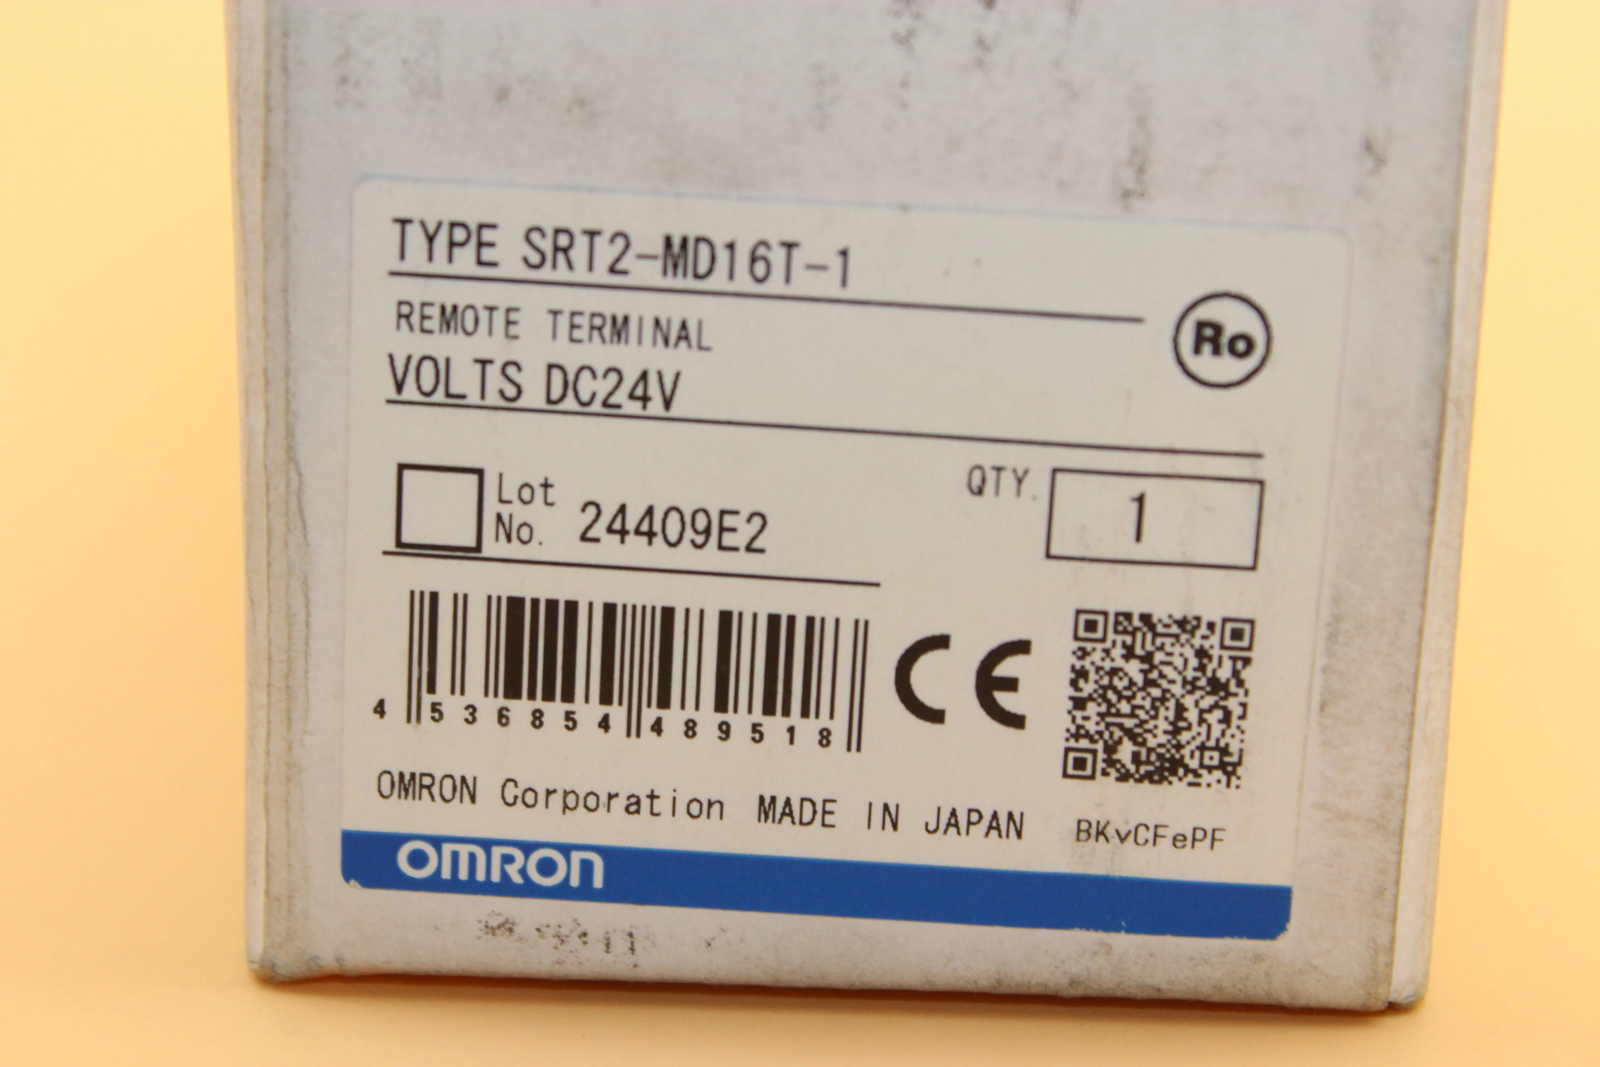 TYPE SRT2-MD16T-1
REMOTE TERMINAL
VOLTS DC24V
Ro
Lot No. 24409E2
QTY. 1
4 536854 489518
CE
OMRON Corporation MADE IN JAPAN
BKvCFePF
OMRON